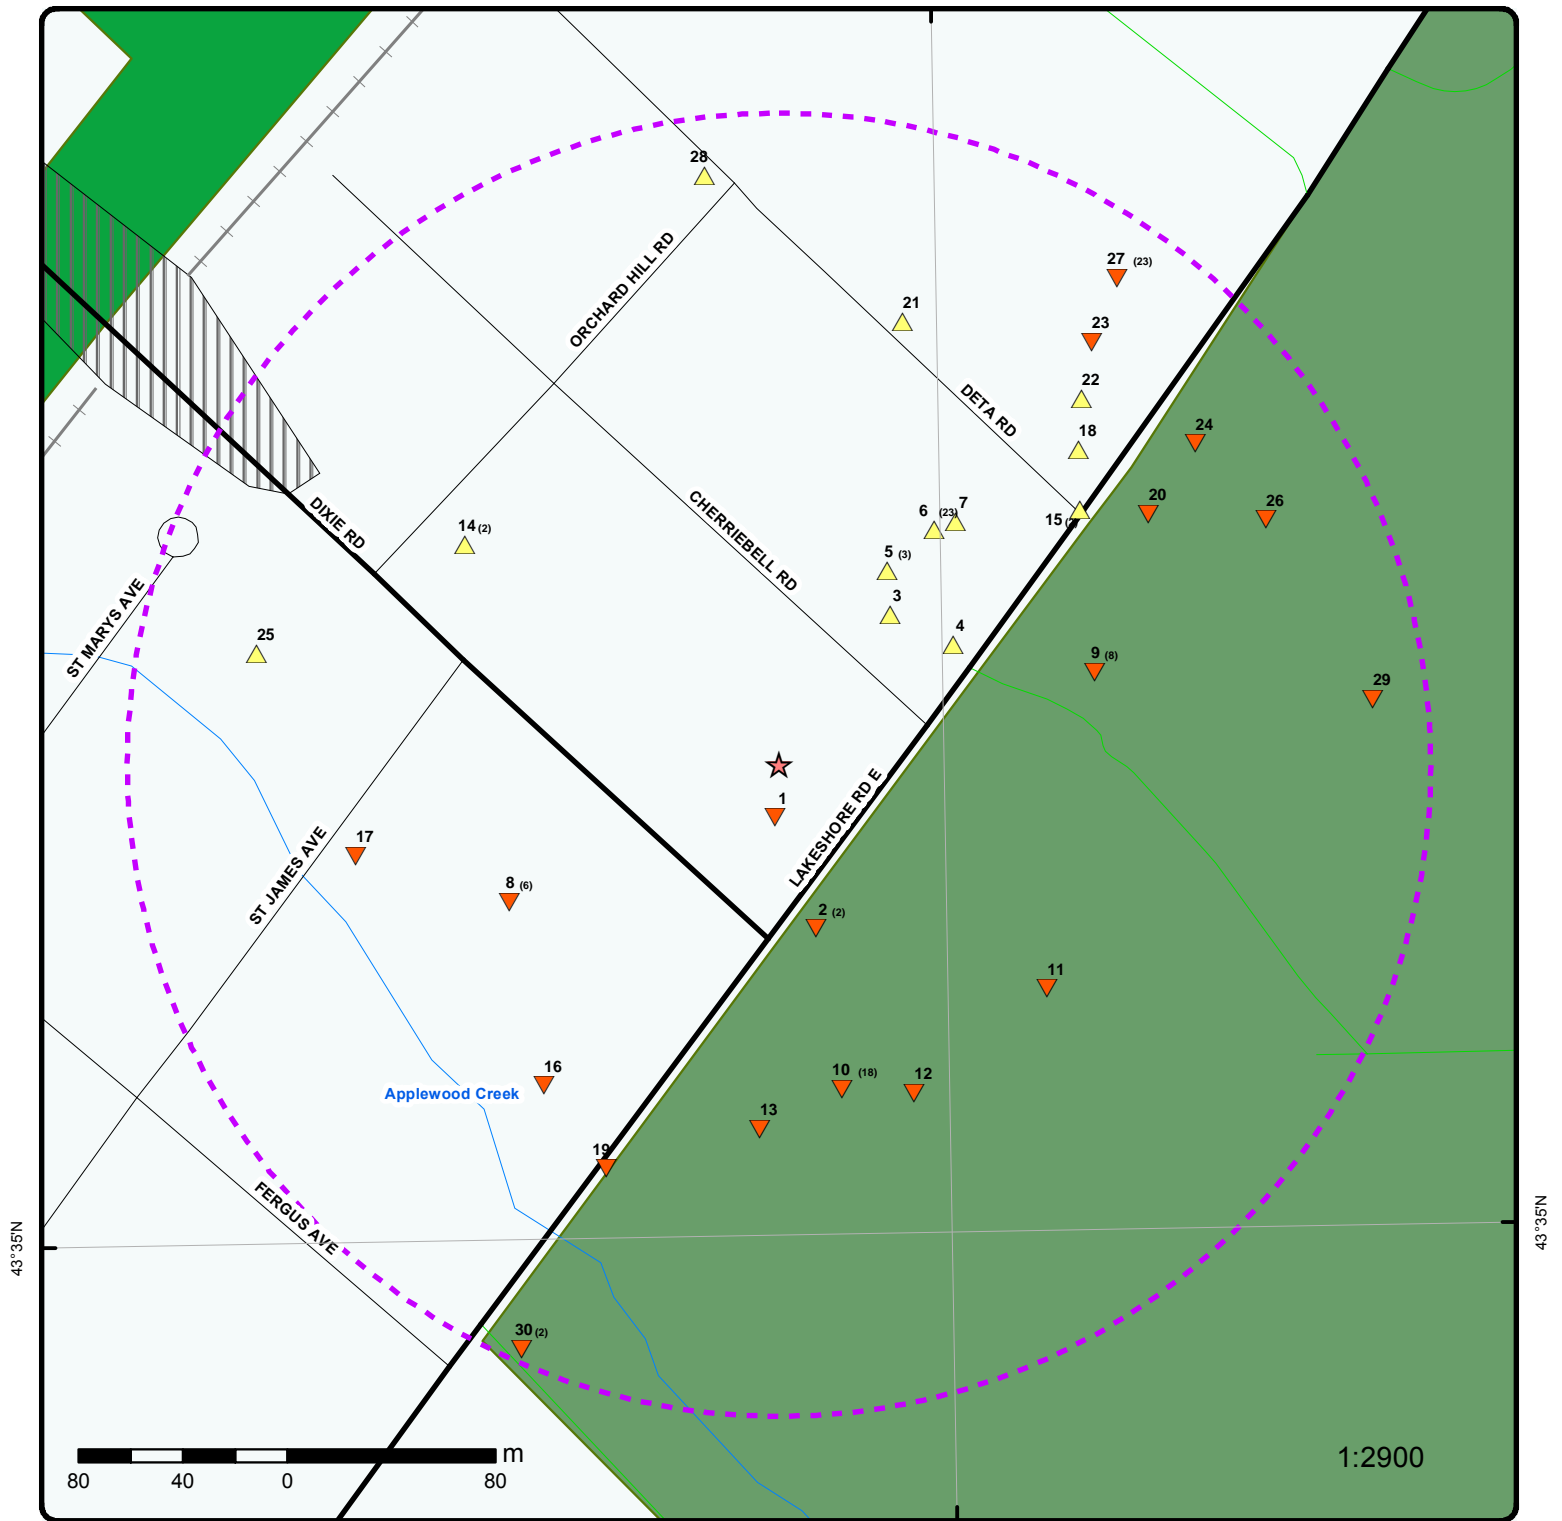 28
ORCHARD HILL RD
27 (23)
21
23
22
DETA RD
18
24
DIXIE RD
14 (2)
CHERRIEBELL RD
6 (23)
7
15
20
26
5 (3)
3
4
ST MARYS AVE
25
9 (8)
29
1
LAKESHORE RD E
17
ST JAMES AVE
8 (6)
2 (2)
11
16
Applewood Creek
10 (18)
12
13
19
FERGUS AVE
43°35'N
43°35'N
30 (2)
m
80 40 0 80
1:2900